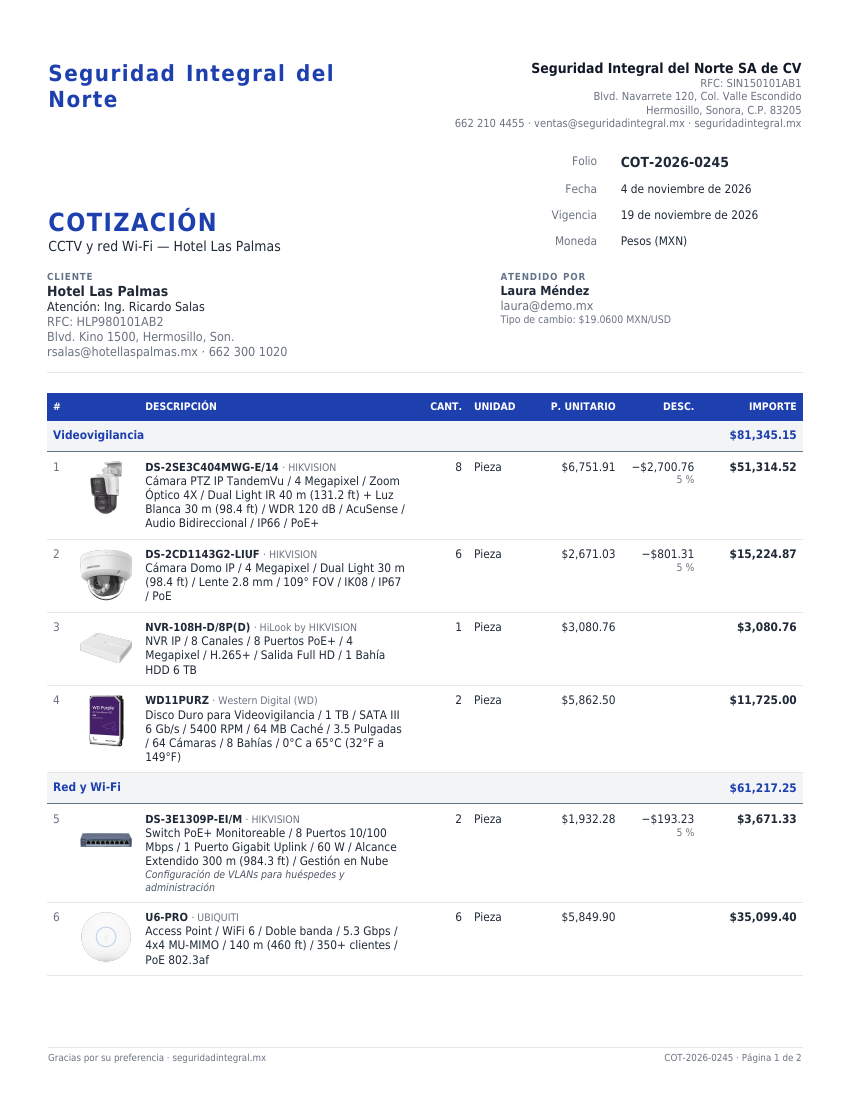 Seguridad Integral del
Norte
Seguridad Integral del Norte SA de CV
RFC: SIN150101AB1
Blvd. Navarrete 120, Col. Valle Escondido
Hermosillo, Sonora, C.P. 83205
662 210 4455 · ventas@seguridadintegral.mx · seguridadintegral.mx
Folio COT-2026-0245
Fecha 4 de noviembre de 2026
Vigencia 19 de noviembre de 2026
Moneda Pesos (MXN)
COTIZACIÓN
CCTV y red Wi-Fi — Hotel Las Palmas
CLIENTE
Hotel Las Palmas
Atención: Ing. Ricardo Salas
RFC: HLP980101AB2
Blvd. Kino 1500, Hermosillo, Son.
rsalas@hotellaspalmas.mx · 662 300 1020
ATENDIDO POR
Laura Méndez
laura@demo.mx
Tipo de cambio: $19.0600 MXN/USD
# DESCRIPCIÓN CANT. UNIDAD P. UNITARIO DESC. IMPORTE
Videovigilancia $81,345.15
1 DS-2SE3C404MWG-E/14 · HIKVISION 8 Pieza $6,751.91 −$2,700.76 $51,314.52
5 %
Cámara PTZ IP TandemVu / 4 Megapixel / Zoom
Óptico 4X / Dual Light IR 40 m (131.2 ft) + Luz
Blanca 30 m (98.4 ft) / WDR 120 dB / AcuSense /
Audio Bidireccional / IP66 / PoE+
2 DS-2CD1143G2-LIUF · HIKVISION 6 Pieza $2,671.03 −$801.31 $15,224.87
5 %
Cámara Domo IP / 4 Megapixel / Dual Light 30 m
(98.4 ft) / Lente 2.8 mm / 109° FOV / IK08 / IP67
/ PoE
3 NVR-108H-D/8P(D) · HiLook by HIKVISION 1 Pieza $3,080.76 $3,080.76
NVR IP / 8 Canales / 8 Puertos PoE+ / 4
Megapixel / H.265+ / Salida Full HD / 1 Bahía
HDD 6 TB
4 WD11PURZ · Western Digital (WD) 2 Pieza $5,862.50 $11,725.00
WD Purple
Disco Duro para Videovigilancia / 1 TB / SATA III
6 Gb/s / 5400 RPM / 64 MB Caché / 3.5 Pulgadas
/ 64 Cámaras / 8 Bahías / 0°C a 65°C (32°F a
149°F)
Red y Wi-Fi $61,217.25
5 DS-3E1309P-EI/M · HIKVISION 2 Pieza $1,932.28 −$193.23 $3,671.33
5 %
Switch PoE+ Monitoreable / 8 Puertos 10/100
Mbps / 1 Puerto Gigabit Uplink / 60 W / Alcance
Extendido 300 m (984.3 ft) / Gestión en Nube
Configuración de VLANs para huéspedes y
administración
6 U6-PRO · UBIQUITI 6 Pieza $5,849.90 $35,099.40
Access Point / WiFi 6 / Doble banda / 5.3 Gbps /
4x4 MU-MIMO / 140 m (460 ft) / 350+ clientes /
PoE 802.3af
Gracias por su preferencia · seguridadintegral.mx
COT-2026-0245 · Página 1 de 2